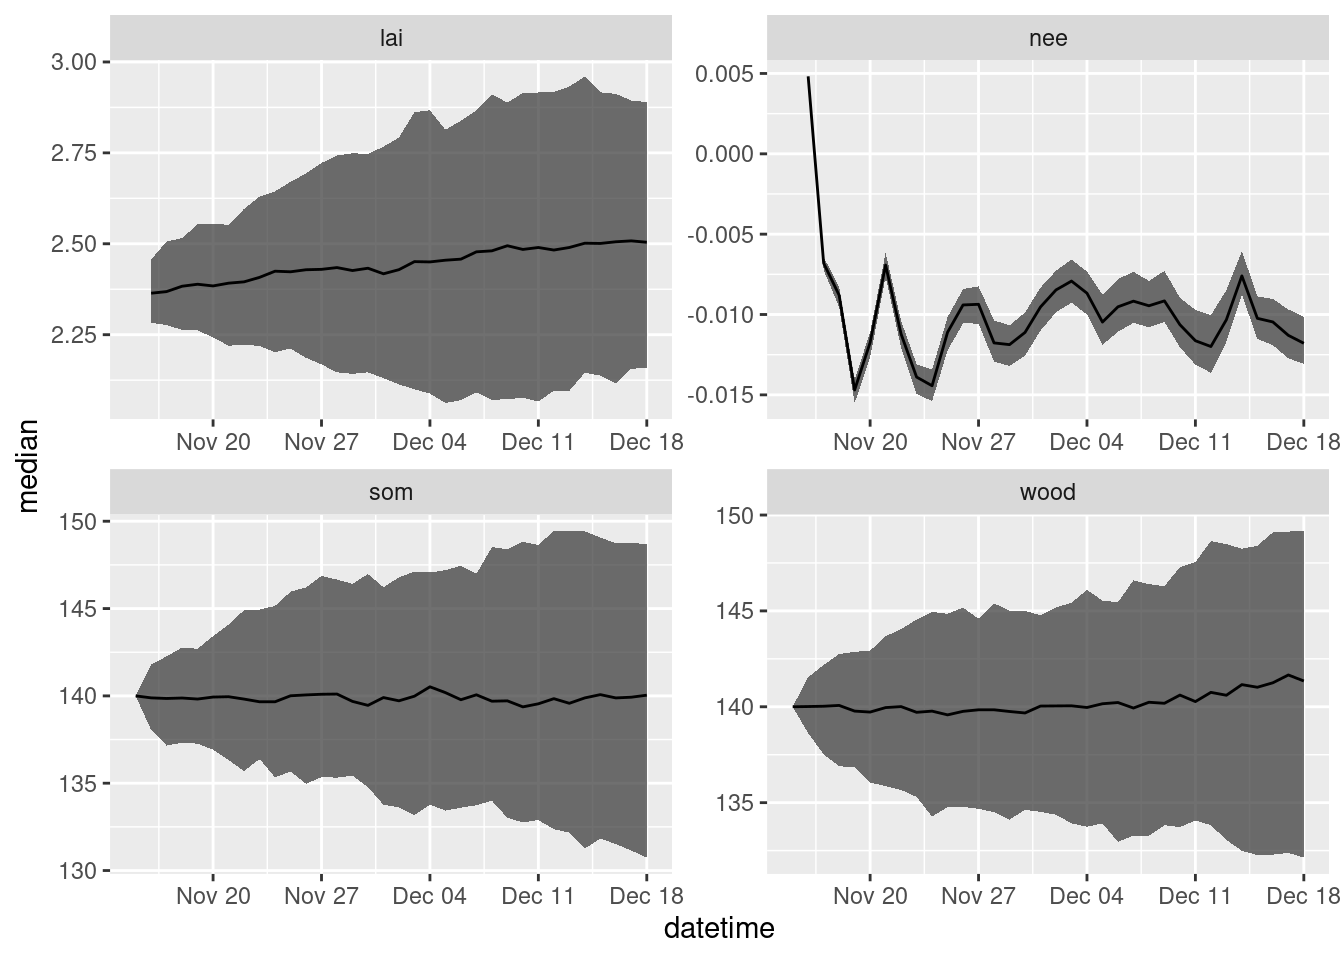 lai
nee
3.00
2.75
2.50
2.25
0.005
0.000
-0.005
-0.010
-0.015
Nov 20 Nov 27 Dec 04 Dec 11 Dec 18
Nov 20 Nov 27 Dec 04 Dec 11 Dec 18
median
som
wood
150
145
140
135
130
150
145
140
135
Nov 20 Nov 27 Dec 04 Dec 11 Dec 18
Nov 20 Nov 27 Dec 04 Dec 11 Dec 18
datetime